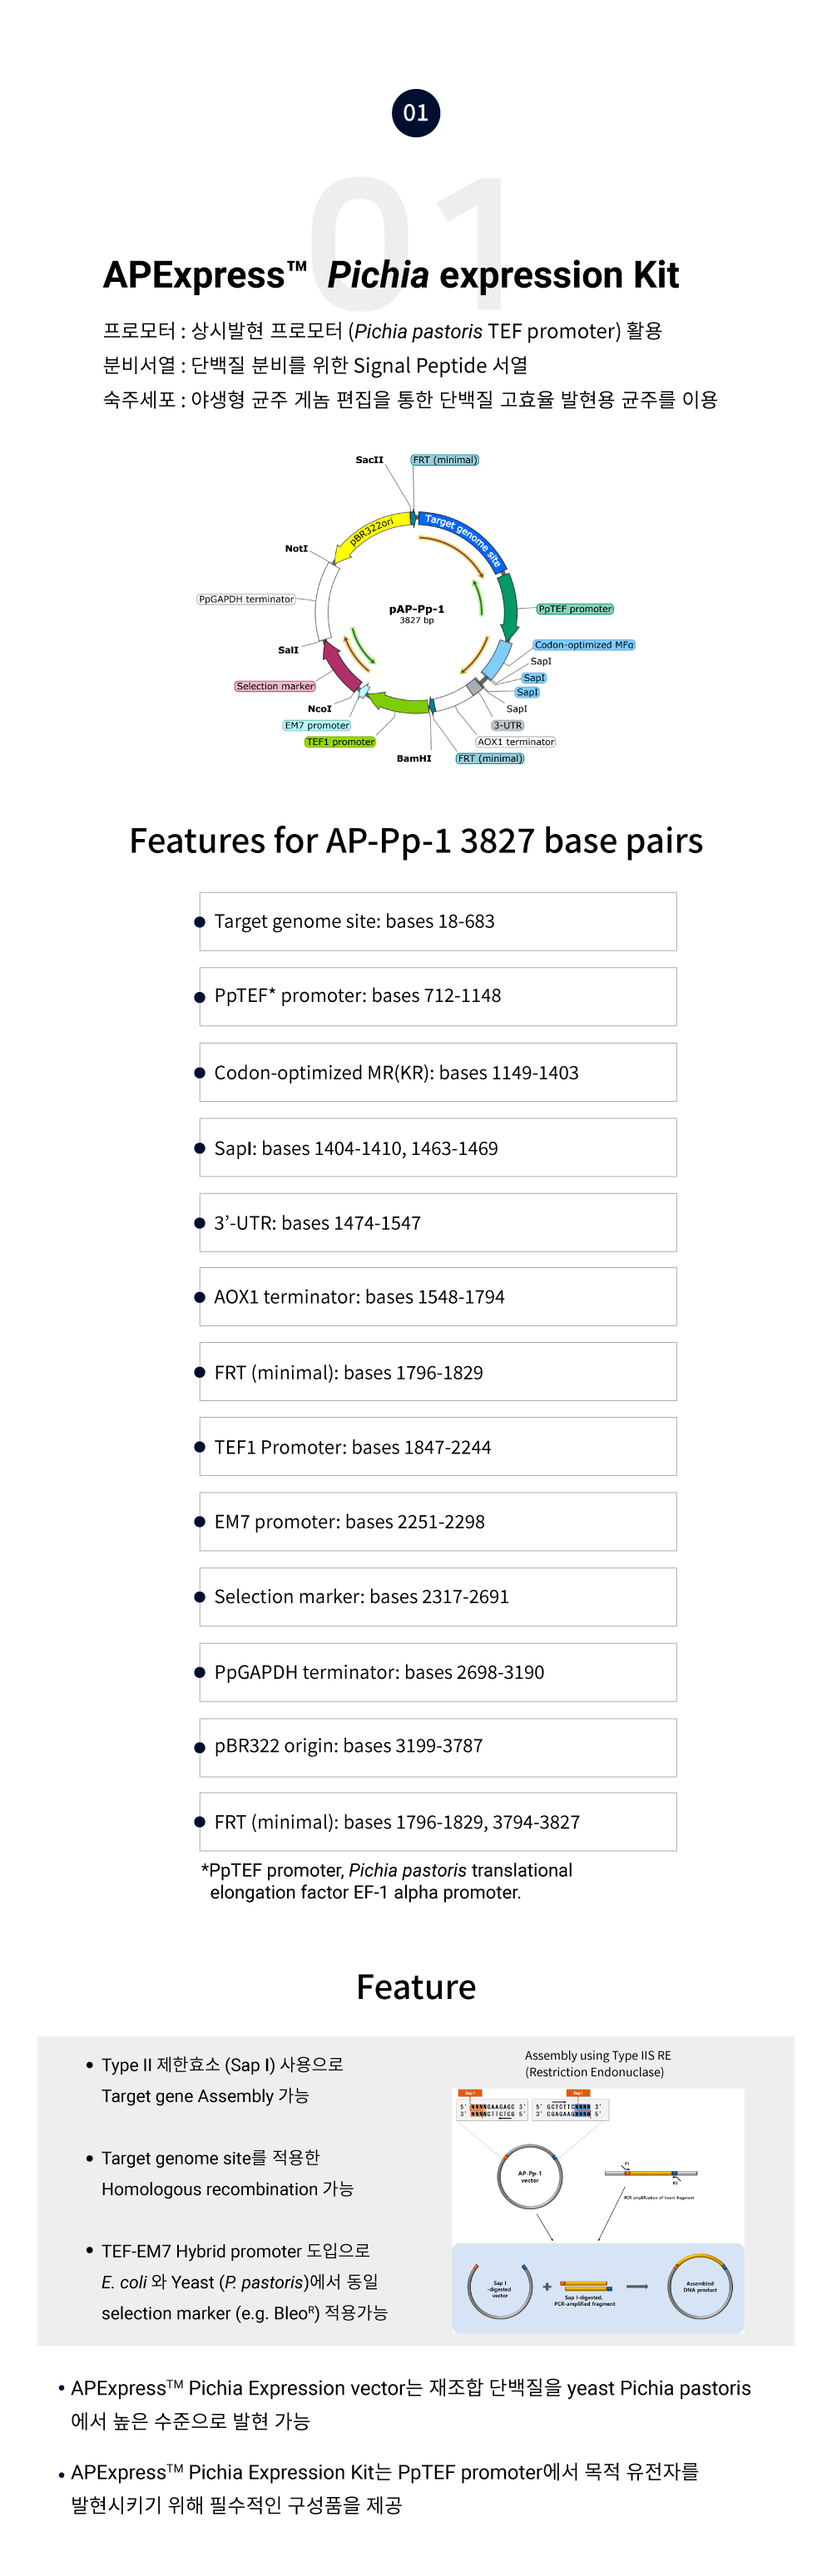 01
01
APExpress™ Pichia expression Kit
프로모터 : 상시발현 프로모터 (Pichia pastoris TEF promoter) 활용
분비서열 : 단백질 분비를 위한 Signal Peptide 서열
숙주세포 : 야생형 균주 게놈 편집을 통한 단백질 고효율 발현용 균주를 이용
SacII
FRT (minimal)
pBR322ori
Target genome site
NotI
PpGAPDH terminator
pAP-Pp-1
3827 bp
PpTEF promoter
Codon-optimized MFα
SalI
SapI
SapI
Selection marker
SapI
NcoI
SapI
EM7 promoter
3-UTR
TEF1 promoter
AOX1 terminator
BamHI
FRT (minimal)
Features for AP-Pp-1 3827 base pairs
Target genome site: bases 18-683
PpTEF* promoter: bases 712-1148
Codon-optimized MR(KR): bases 1149-1403
SapI: bases 1404-1410, 1463-1469
3’-UTR: bases 1474-1547
AOX1 terminator: bases 1548-1794
FRT (minimal): bases 1796-1829
TEF1 Promoter: bases 1847-2244
EM7 promoter: bases 2251-2298
Selection marker: bases 2317-2691
PpGAPDH terminator: bases 2698-3190
pBR322 origin: bases 3199-3787
FRT (minimal): bases 1796-1829, 3794-3827
*PpTEF promoter, Pichia pastoris translational
elongation factor EF-1 alpha promoter.
Feature
• Type II 제한효소 (Sap I) 사용으로
Target gene Assembly 가능
• Target genome site를 적용한
Homologous recombination 가능
• TEF-EM7 Hybrid promoter 도입으로
E. coli 와 Yeast (P. pastoris)에서 동일
selection marker (e.g. Bleoᴿ) 적용가능
Assembly using Type IIS RE
(Restriction Endonuclease)
Sap I
Sap I
5' NNNNGAAGAGC 3'
3' NNNNCTTCTCG 5'
5' GCTCTTCNNNN 3'
3' CGAGAAGNNNN 5'
AP-Pp-1
vector
P1
P2
PCR amplification of insert fragment
Sap I
-digested
vector
+
Sap I-digested,
PCR-amplified fragment
Assembled
DNA product
• APExpress™ Pichia Expression vector는 재조합 단백질을 yeast Pichia pastoris
에서 높은 수준으로 발현 가능
• APExpress™ Pichia Expression Kit는 PpTEF promoter에서 목적 유전자를
발현시키기 위해 필수적인 구성품을 제공